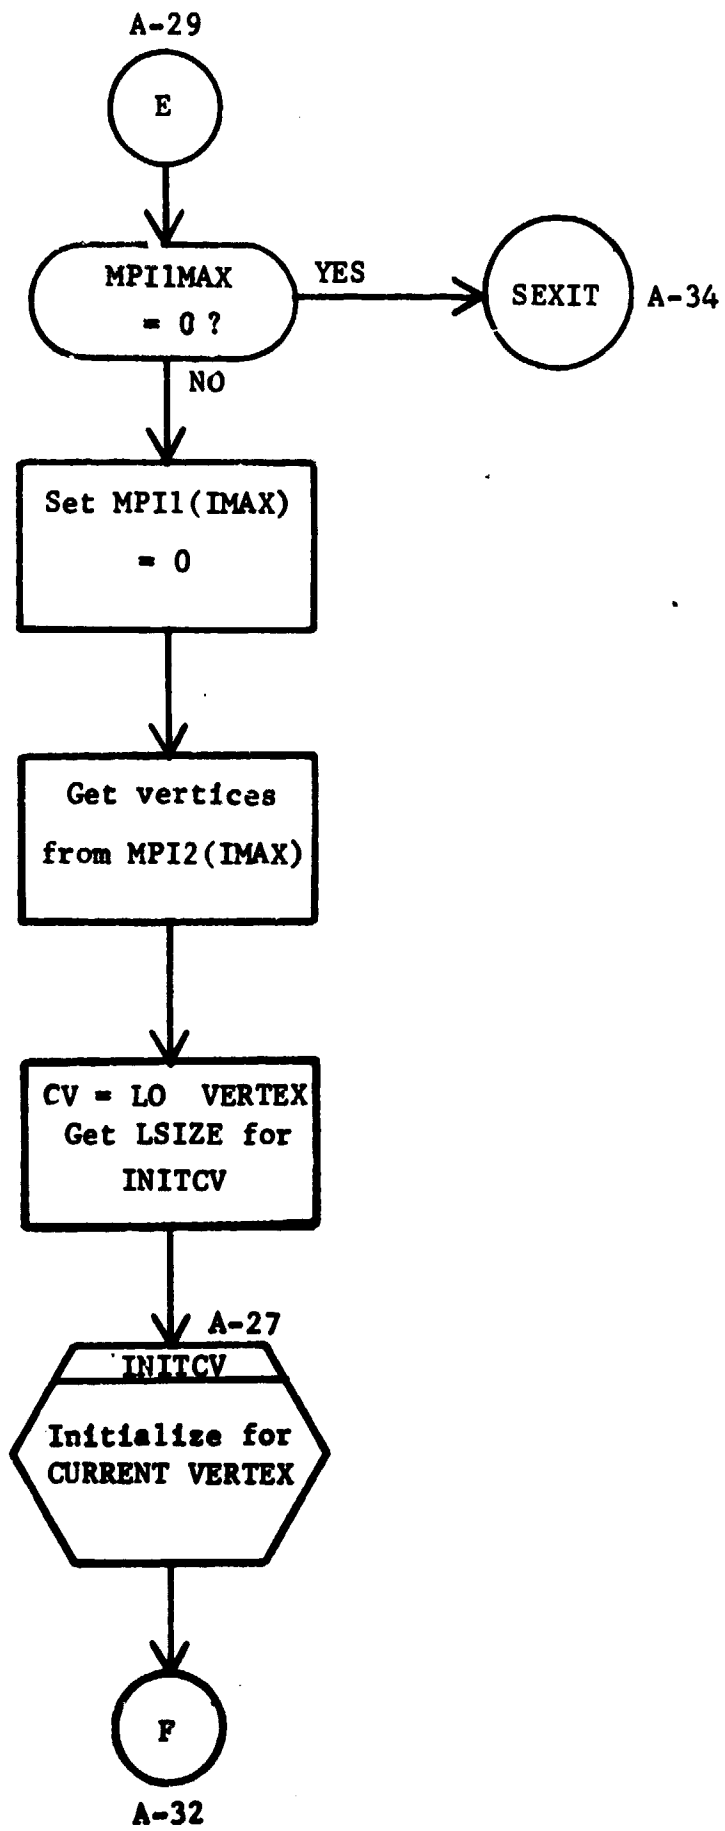 A-29
E
MPI1MAX
= 0 ?
YES
SEXIT
A-34
NO
Set MPI1(IMAX)
= 0
Get vertices
from MPI2(IMAX)
CV = LO VERTEX
Get LSIZE for
INITCV
A-27
INITCV
Initialize for
CURRENT VERTEX
F
A-32